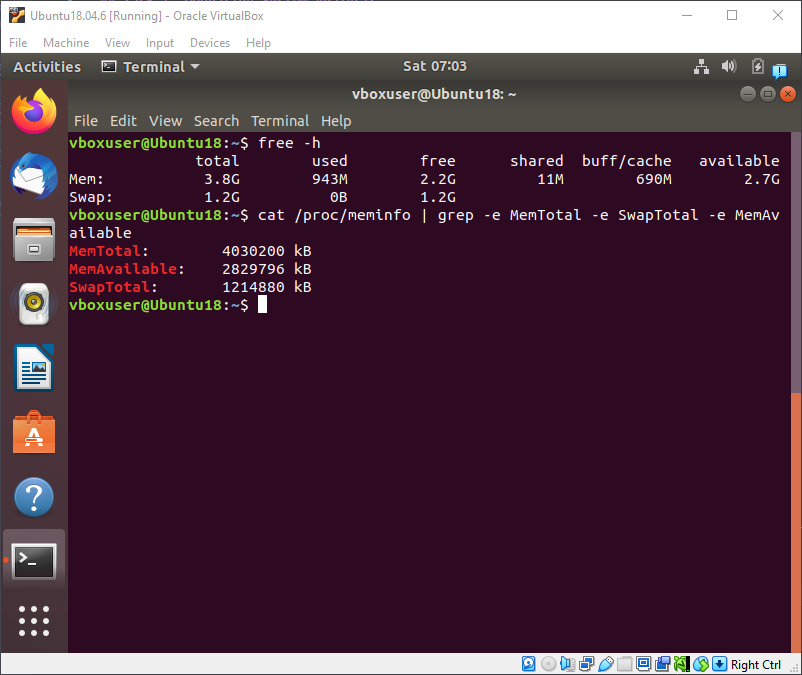 Ubuntu18.04.6 [Running] - Oracle VirtualBox
File Machine View Input Devices Help
Activities Terminal Sat 07:03
vboxuser@Ubuntu18: ~
File Edit View Search Terminal Help
vboxuser@Ubuntu18:~$ free -h
total used free shared buff/cache available
Mem: 3.8G 943M 2.2G 11M 690M 2.7G
Swap: 1.2G 0B 1.2G
vboxuser@Ubuntu18:~$ cat /proc/meminfo | grep -e MemTotal -e SwapTotal -e MemAv
ailable
MemTotal: 4030200 kB
MemAvailable: 2829796 kB
SwapTotal: 1214880 kB
vboxuser@Ubuntu18:~$
Right Ctrl